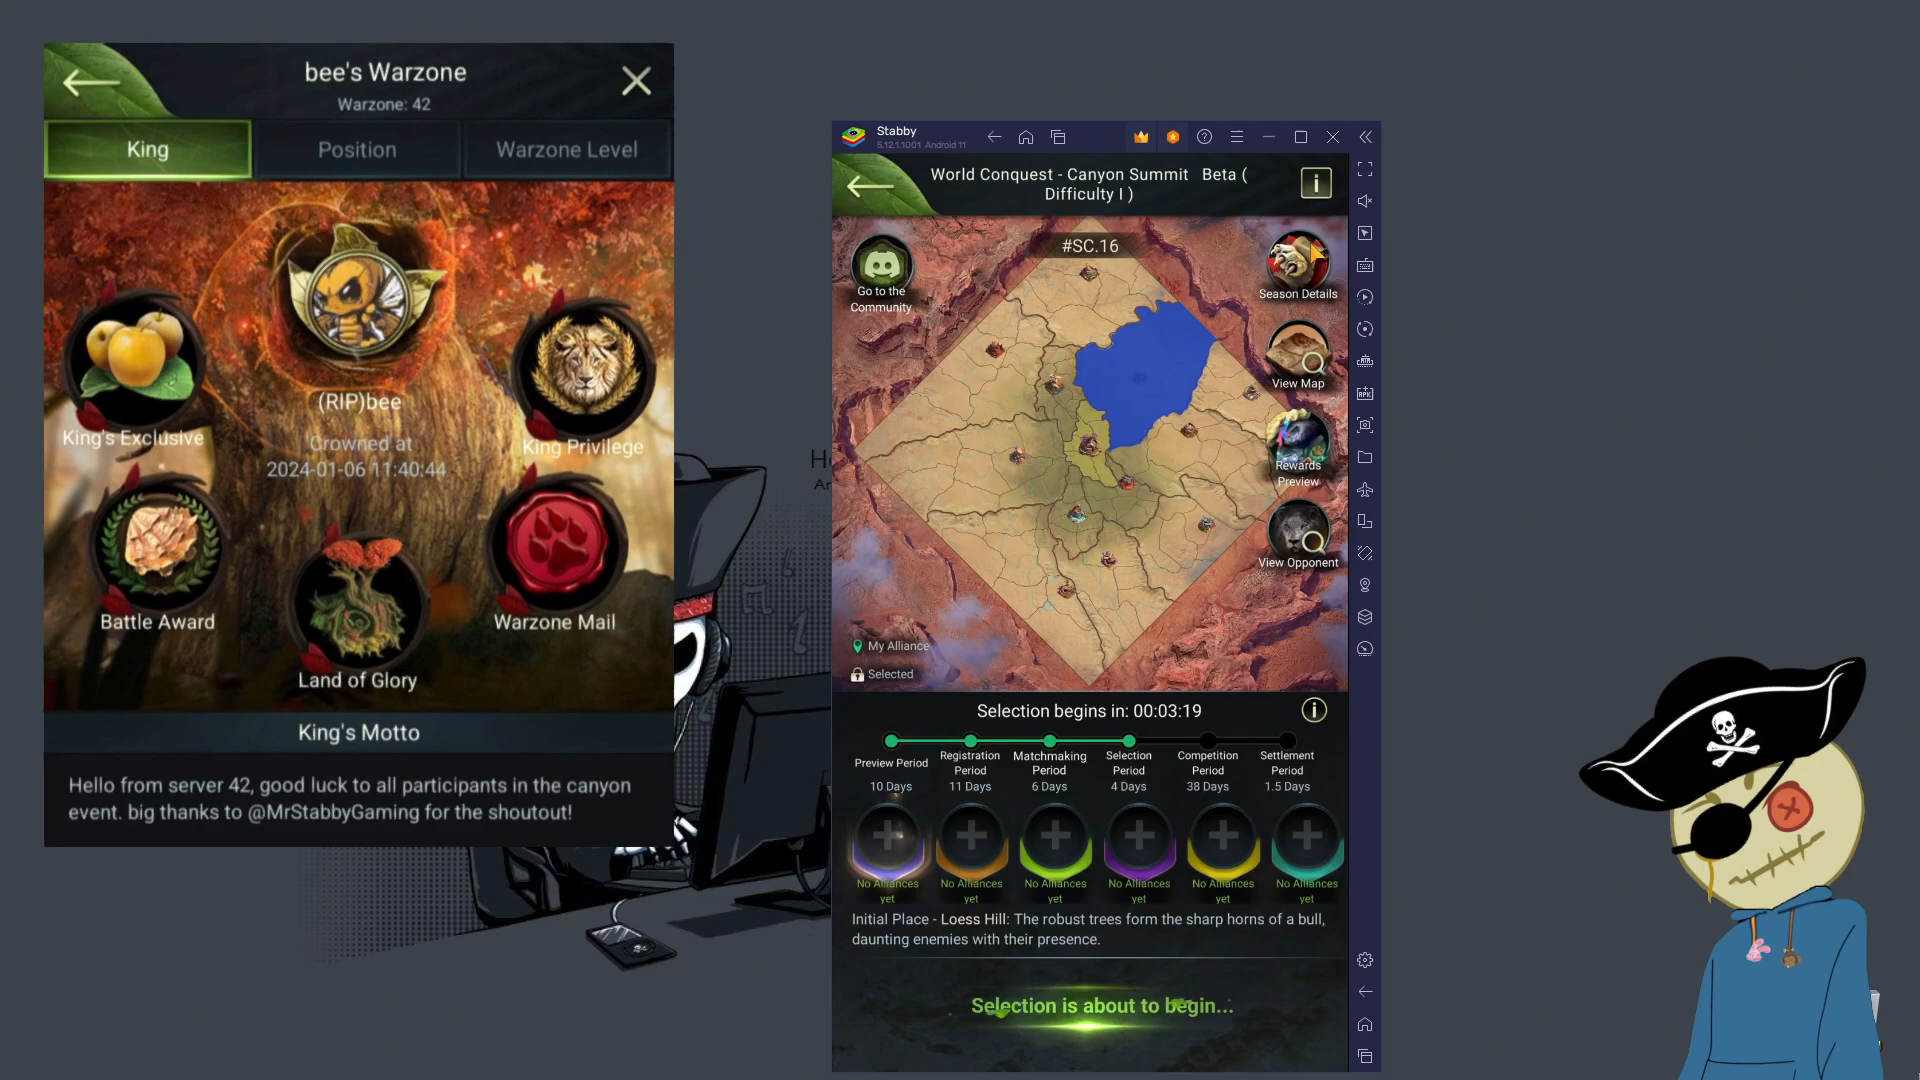 bee's Warzone
Warzone: 42
King
Position
Warzone Level
(RIP)bee
Crowned at
2024-01-06 11:40:44
King's Exclusive
King Privilege
Battle Award
Warzone Mail
Land of Glory
King's Motto
Hello from server 42, good luck to all participants in the canyon
event. big thanks to @MrStabbyGaming for the shoutout!
Stabby
5.12.1.1001 Android 11
World Conquest - Canyon Summit Beta (
Difficulty I )
#SC.16
Go to the
Community
Season Details
View Map
Rewards
Preview
View Opponent
My Alliance
Selected
Selection begins in: 00:03:19
Preview Period
10 Days
Registration
Period
11 Days
Matchmaking
Period
6 Days
Selection
Period
4 Days
Competition
Period
38 Days
Settlement
Period
1.5 Days
No Alliances
yet
No Alliances
yet
No Alliances
yet
No Alliances
yet
No Alliances
yet
No Alliances
yet
Initial Place - Loess Hill: The robust trees form the sharp horns of a bull,
daunting enemies with their presence.
Selection is about to begin...